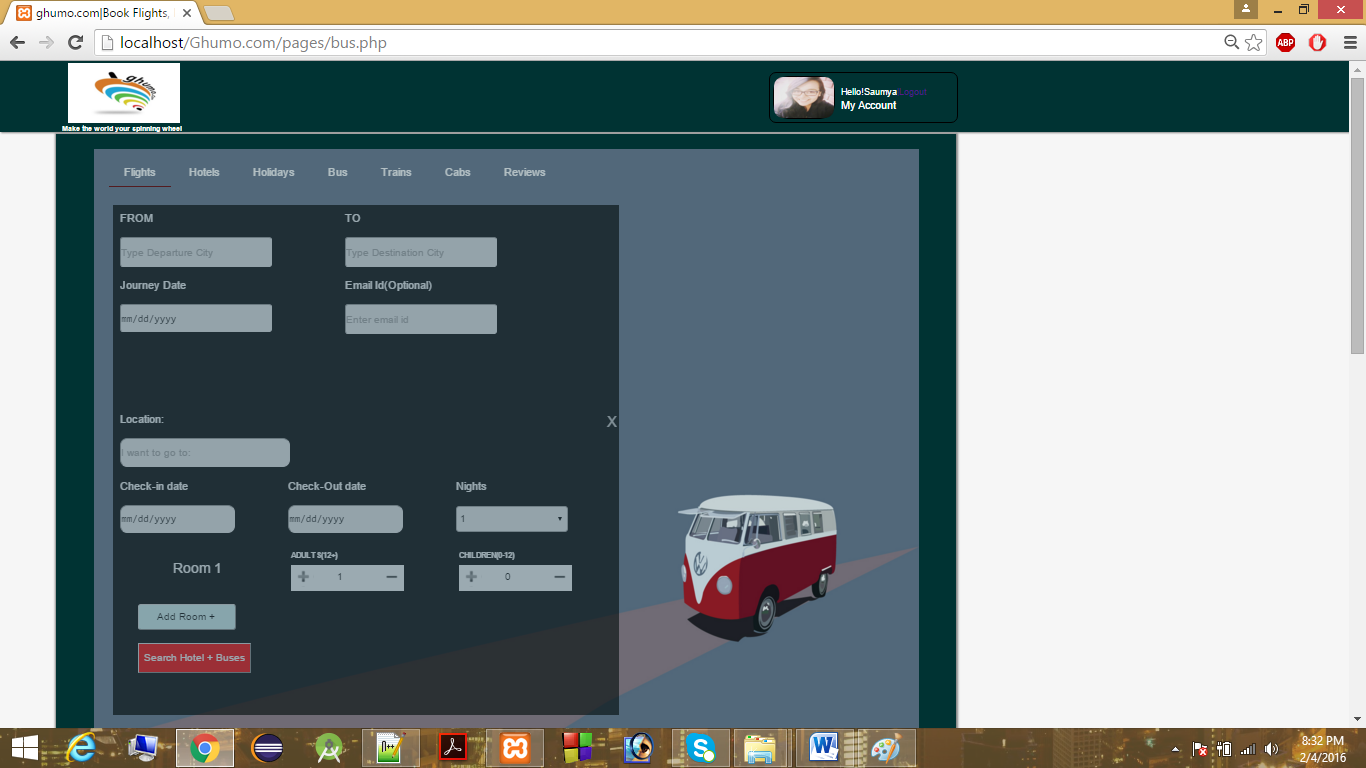 ghumo.com|Book Flights,
localhost/Ghumo.com/pages/bus.php
ABP
ghumo
Make the world your spinning wheel
Hello!Saumya Logout
My Account
Flights Hotels Holidays Bus Trains Cabs Reviews
FROM TO
Type Departure City Type Destination City
Journey Date Email Id(Optional)
mm/dd/yyyy Enter email id
Location: X
I want to go to:
Check-in date Check-Out date Nights
mm/dd/yyyy mm/dd/yyyy 1
ADULTS(12+) CHILDREN(0-12)
Room 1 + 1 − + 0 −
Add Room +
Search Hotel + Buses
8:32 PM
2/4/2016